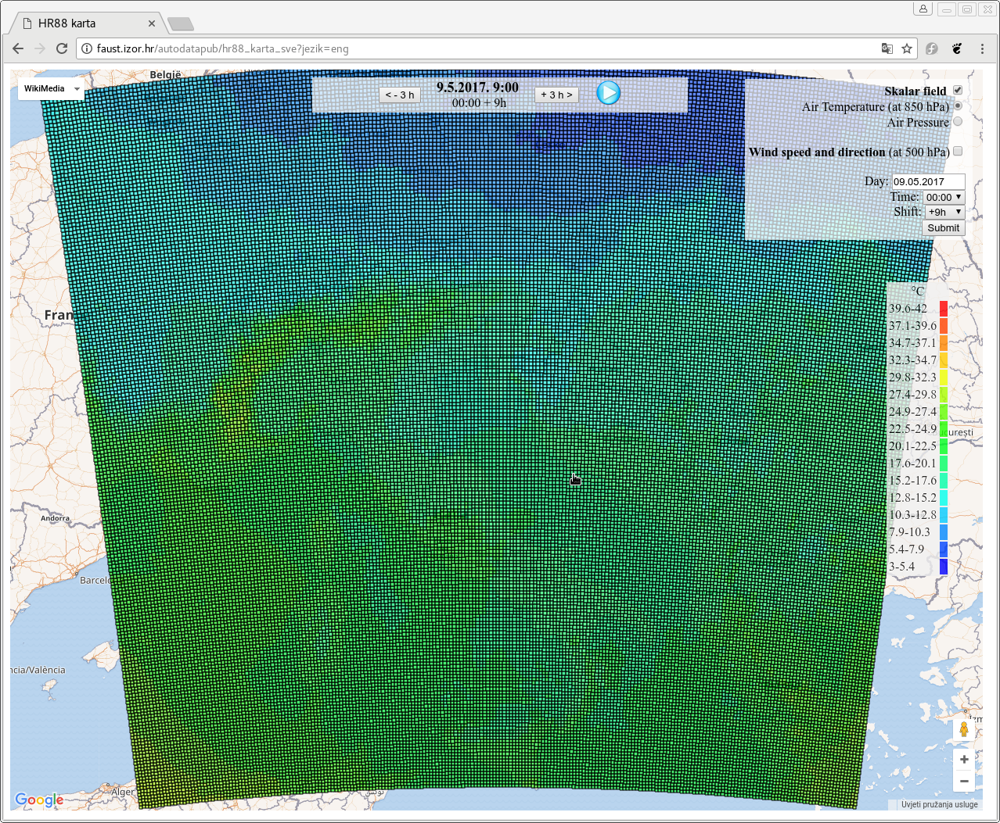 HR88 karta
faust.izor.hr/autodatapub/hr88_karta_sve?jezik=eng
België
WikiMedia
< - 3 h
9.5.2017. 9:00
00:00 + 9h
+ 3 h >
Skalar field
Air Temperature (at 850 hPa)
Air Pressure
Wind speed and direction (at 500 hPa)
Day: 09.05.2017
Time: 00:00
Shift: +9h
Submit
Fran
°C
39.6-42
37.1-39.6
34.7-37.1
32.3-34.7
29.8-32.3
27.4-29.8
24.9-27.4
22.5-24.9
20.1-22.5
17.6-20.1
15.2-17.6
12.8-15.2
10.3-12.8
7.9-10.3
5.4-7.9
3-5.4
ucurești
Andorra
Barcelo
ncia/València
Izm
Alger
Google
Uvjeti pružanja usluge